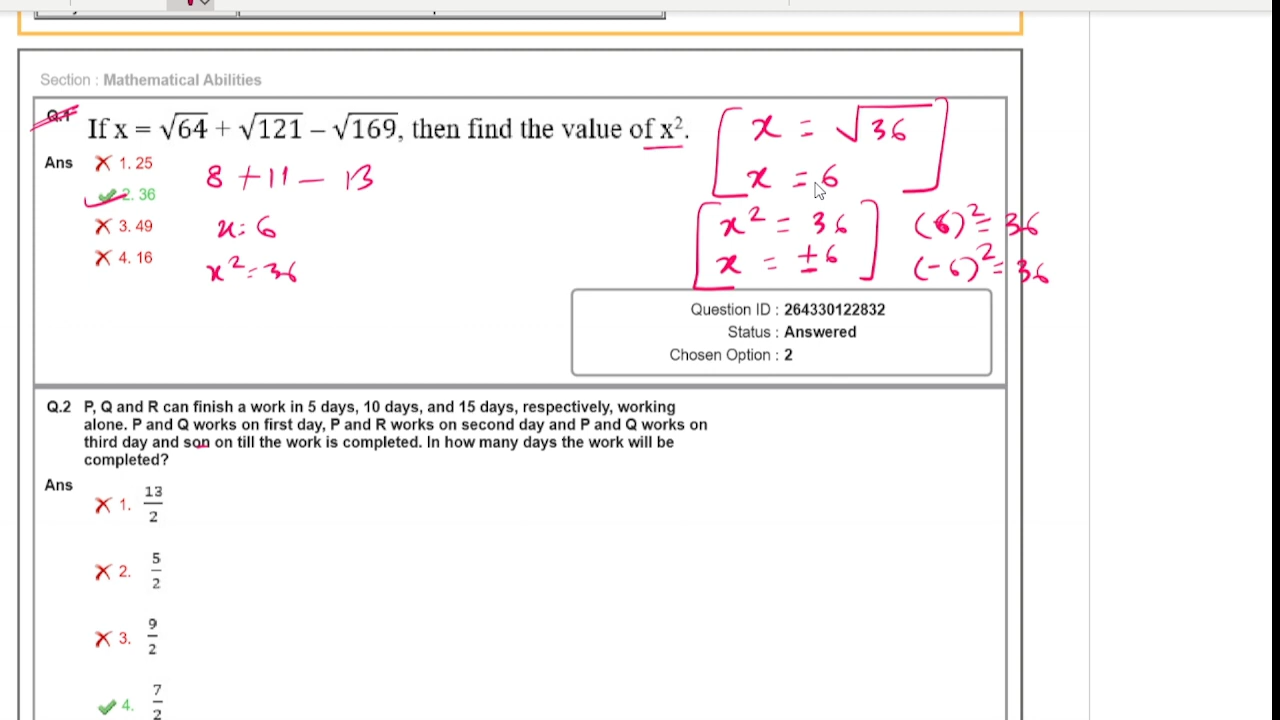 Section : Mathematical Abilities
Q.1 If x = √64 + √121 – √169, then find the value of x².
x = √36
Ans ✗ 1. 25
8 + 11 – 13
x = 6
✓ 2. 36
✗ 3. 49
x: 6
x² = 36
(6)² = 36
✗ 4. 16
x² = 36
x = ±6
(-6)² = 36
Question ID : 264330122832
Status : Answered
Chosen Option : 2
Q.2 P, Q and R can finish a work in 5 days, 10 days, and 15 days, respectively, working
alone. P and Q works on first day, P and R works on second day and P and Q works on
third day and son on till the work is completed. In how many days the work will be
completed?
Ans
✗ 1. 13/2
✗ 2. 5/2
✗ 3. 9/2
✓ 4. 7/2